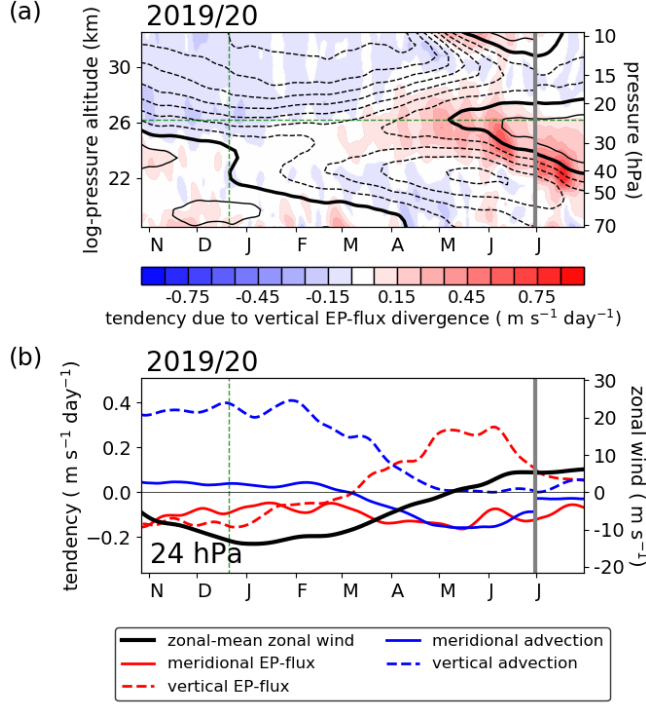 (a)
2019/20
log-pressure altitude (km)
30
26
22
10
15
20
30
40
50
70
pressure (hPa)
N D J F M A M J J
-0.75 -0.45 -0.15 0.15 0.45 0.75
tendency due to vertical EP-flux divergence ( m s⁻¹ day⁻¹)
(b)
2019/20
tendency ( m s⁻¹ day⁻¹)
0.4
0.2
0.0
−0.2
30
20
10
0
-10
-20
zonal wind ( m s⁻¹)
24 hPa
N D J F M A M J J
zonal-mean zonal wind
meridional EP-flux
vertical EP-flux
meridional advection
vertical advection